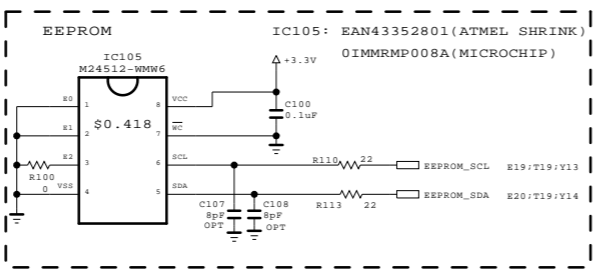 EEPROM
IC105: EAN43352801(ATMEL SHRINK)
0IMMRMP008A(MICROCHIP)
IC105
M24512-WMW6
+3.3V
C100
0.1uF
$0.418
E0
1
E1
2
E2
3
VSS
4
VCC
8
WC
7
SCL
6
SDA
5
R100
0
R110
22
EEPROM_SCL
E19;T19;Y13
R113
22
EEPROM_SDA
E20;T19;Y14
C107
8pF
OPT
C108
8pF
OPT